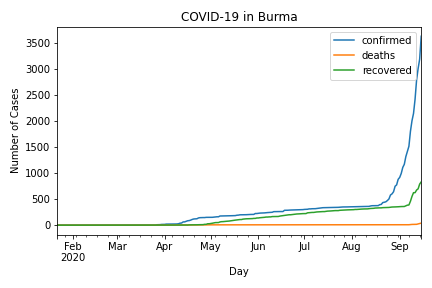 COVID-19 in Burma
confirmed
deaths
recovered
3500
3000
2500
2000
1500
1000
500
0
Number of Cases
Feb Mar Apr May Jun Jul Aug Sep
2020
Day